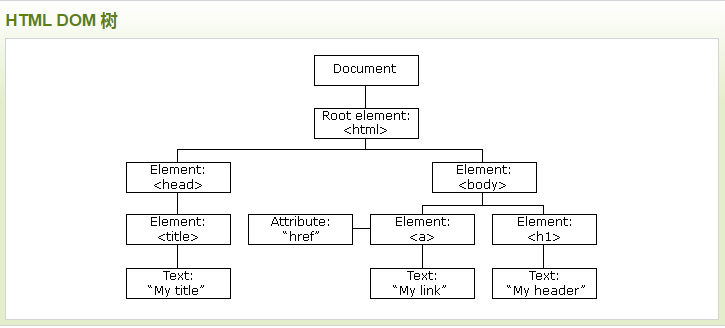 HTML DOM 树
Document
Root element:
<html>
Element:
<head>
Element:
<body>
Element:
<title>
Attribute:
“href”
Element:
<a>
Element:
<h1>
Text:
“My title”
Text:
“My link”
Text:
“My header”